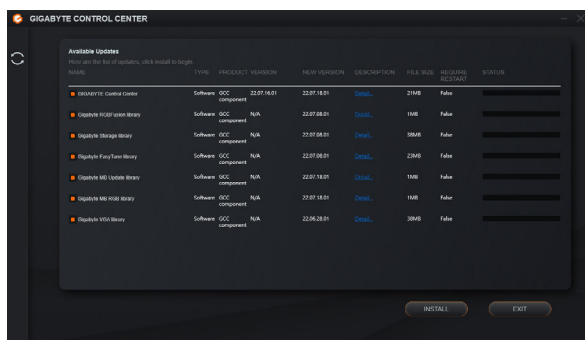 GIGABYTE CONTROL CENTER
Available Updates
Here are the list of updates, click install to begin.
NAME TYPE PRODUCT VERSION NEW VERSION DESCRIPTION FILE SIZE REQUIRE RESTART STATUS
GIGABYTE Control Center Software GCC component 22.07.16.01 22.07.18.01 Detail... 21MB False
Gigabyte RGBFusion library Software GCC component N/A 22.07.08.01 Detail... 1MB False
Gigabyte Storage library Software GCC component N/A 22.07.08.01 Detail... 38MB False
Gigabyte EasyTune library Software GCC component N/A 22.07.06.01 Detail... 23MB False
Gigabyte MB Update library Software GCC component N/A 22.07.18.01 Detail... 1MB False
Gigabyte MB RGB library Software GCC component N/A 22.07.18.01 Detail... 1MB False
Gigabyte VGA library Software GCC component N/A 22.06.28.01 Detail... 30MB False
INSTALL EXIT